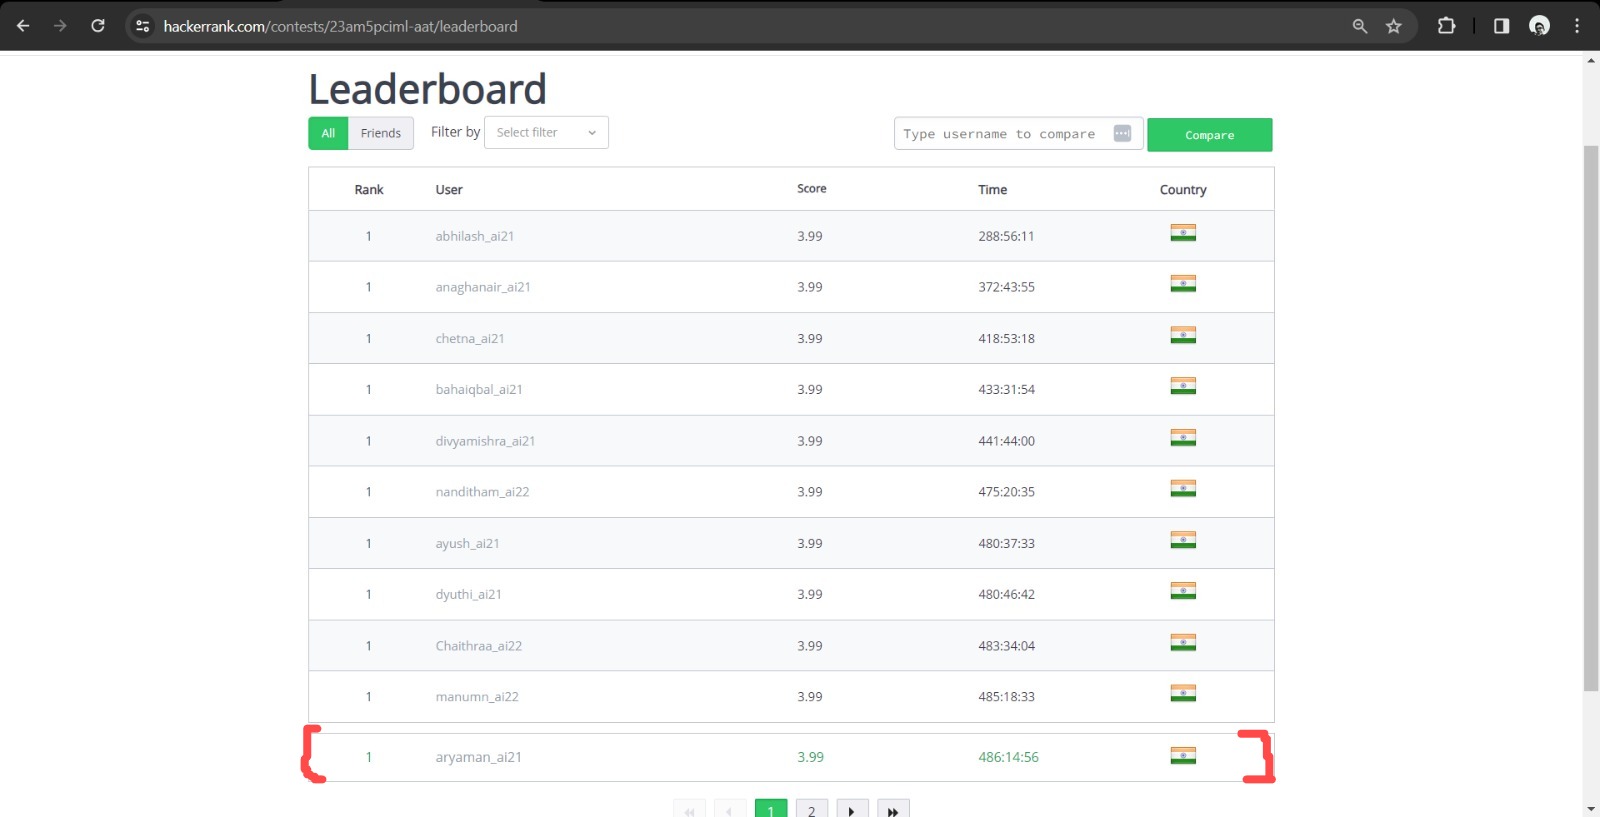 hackerrank.com/contests/23am5pciml-aat/leaderboard
Leaderboard
All Friends Filter by Select filter Type username to compare Compare
Rank User Score Time Country
1 abhilash_ai21 3.99 288:56:11
1 anaghanair_ai21 3.99 372:43:55
1 chetna_ai21 3.99 418:53:18
1 bahaiqbal_ai21 3.99 433:31:54
1 divyamishra_ai21 3.99 441:44:00
1 nanditham_ai22 3.99 475:20:35
1 ayush_ai21 3.99 480:37:33
1 dyuthi_ai21 3.99 480:46:42
1 Chaithraa_ai22 3.99 483:34:04
1 manumn_ai22 3.99 485:18:33
1 aryaman_ai21 3.99 486:14:56
1 2